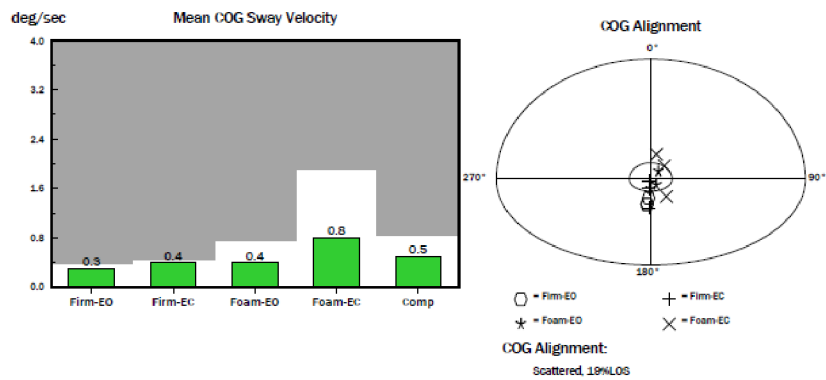 deg/sec
Mean COG Sway Velocity
4.0
3.2
2.4
1.6
0.8
0.0
0.3
0.4
0.4
0.8
0.5
Firm-EO
Firm-EC
Foam-EO
Foam-EC
Comp
COG Alignment
0°
270°
90°
180°
= Firm-EO
= Firm-EC
= Foam-EO
= Foam-EC
COG Alignment:
Scattered, 19%LOS